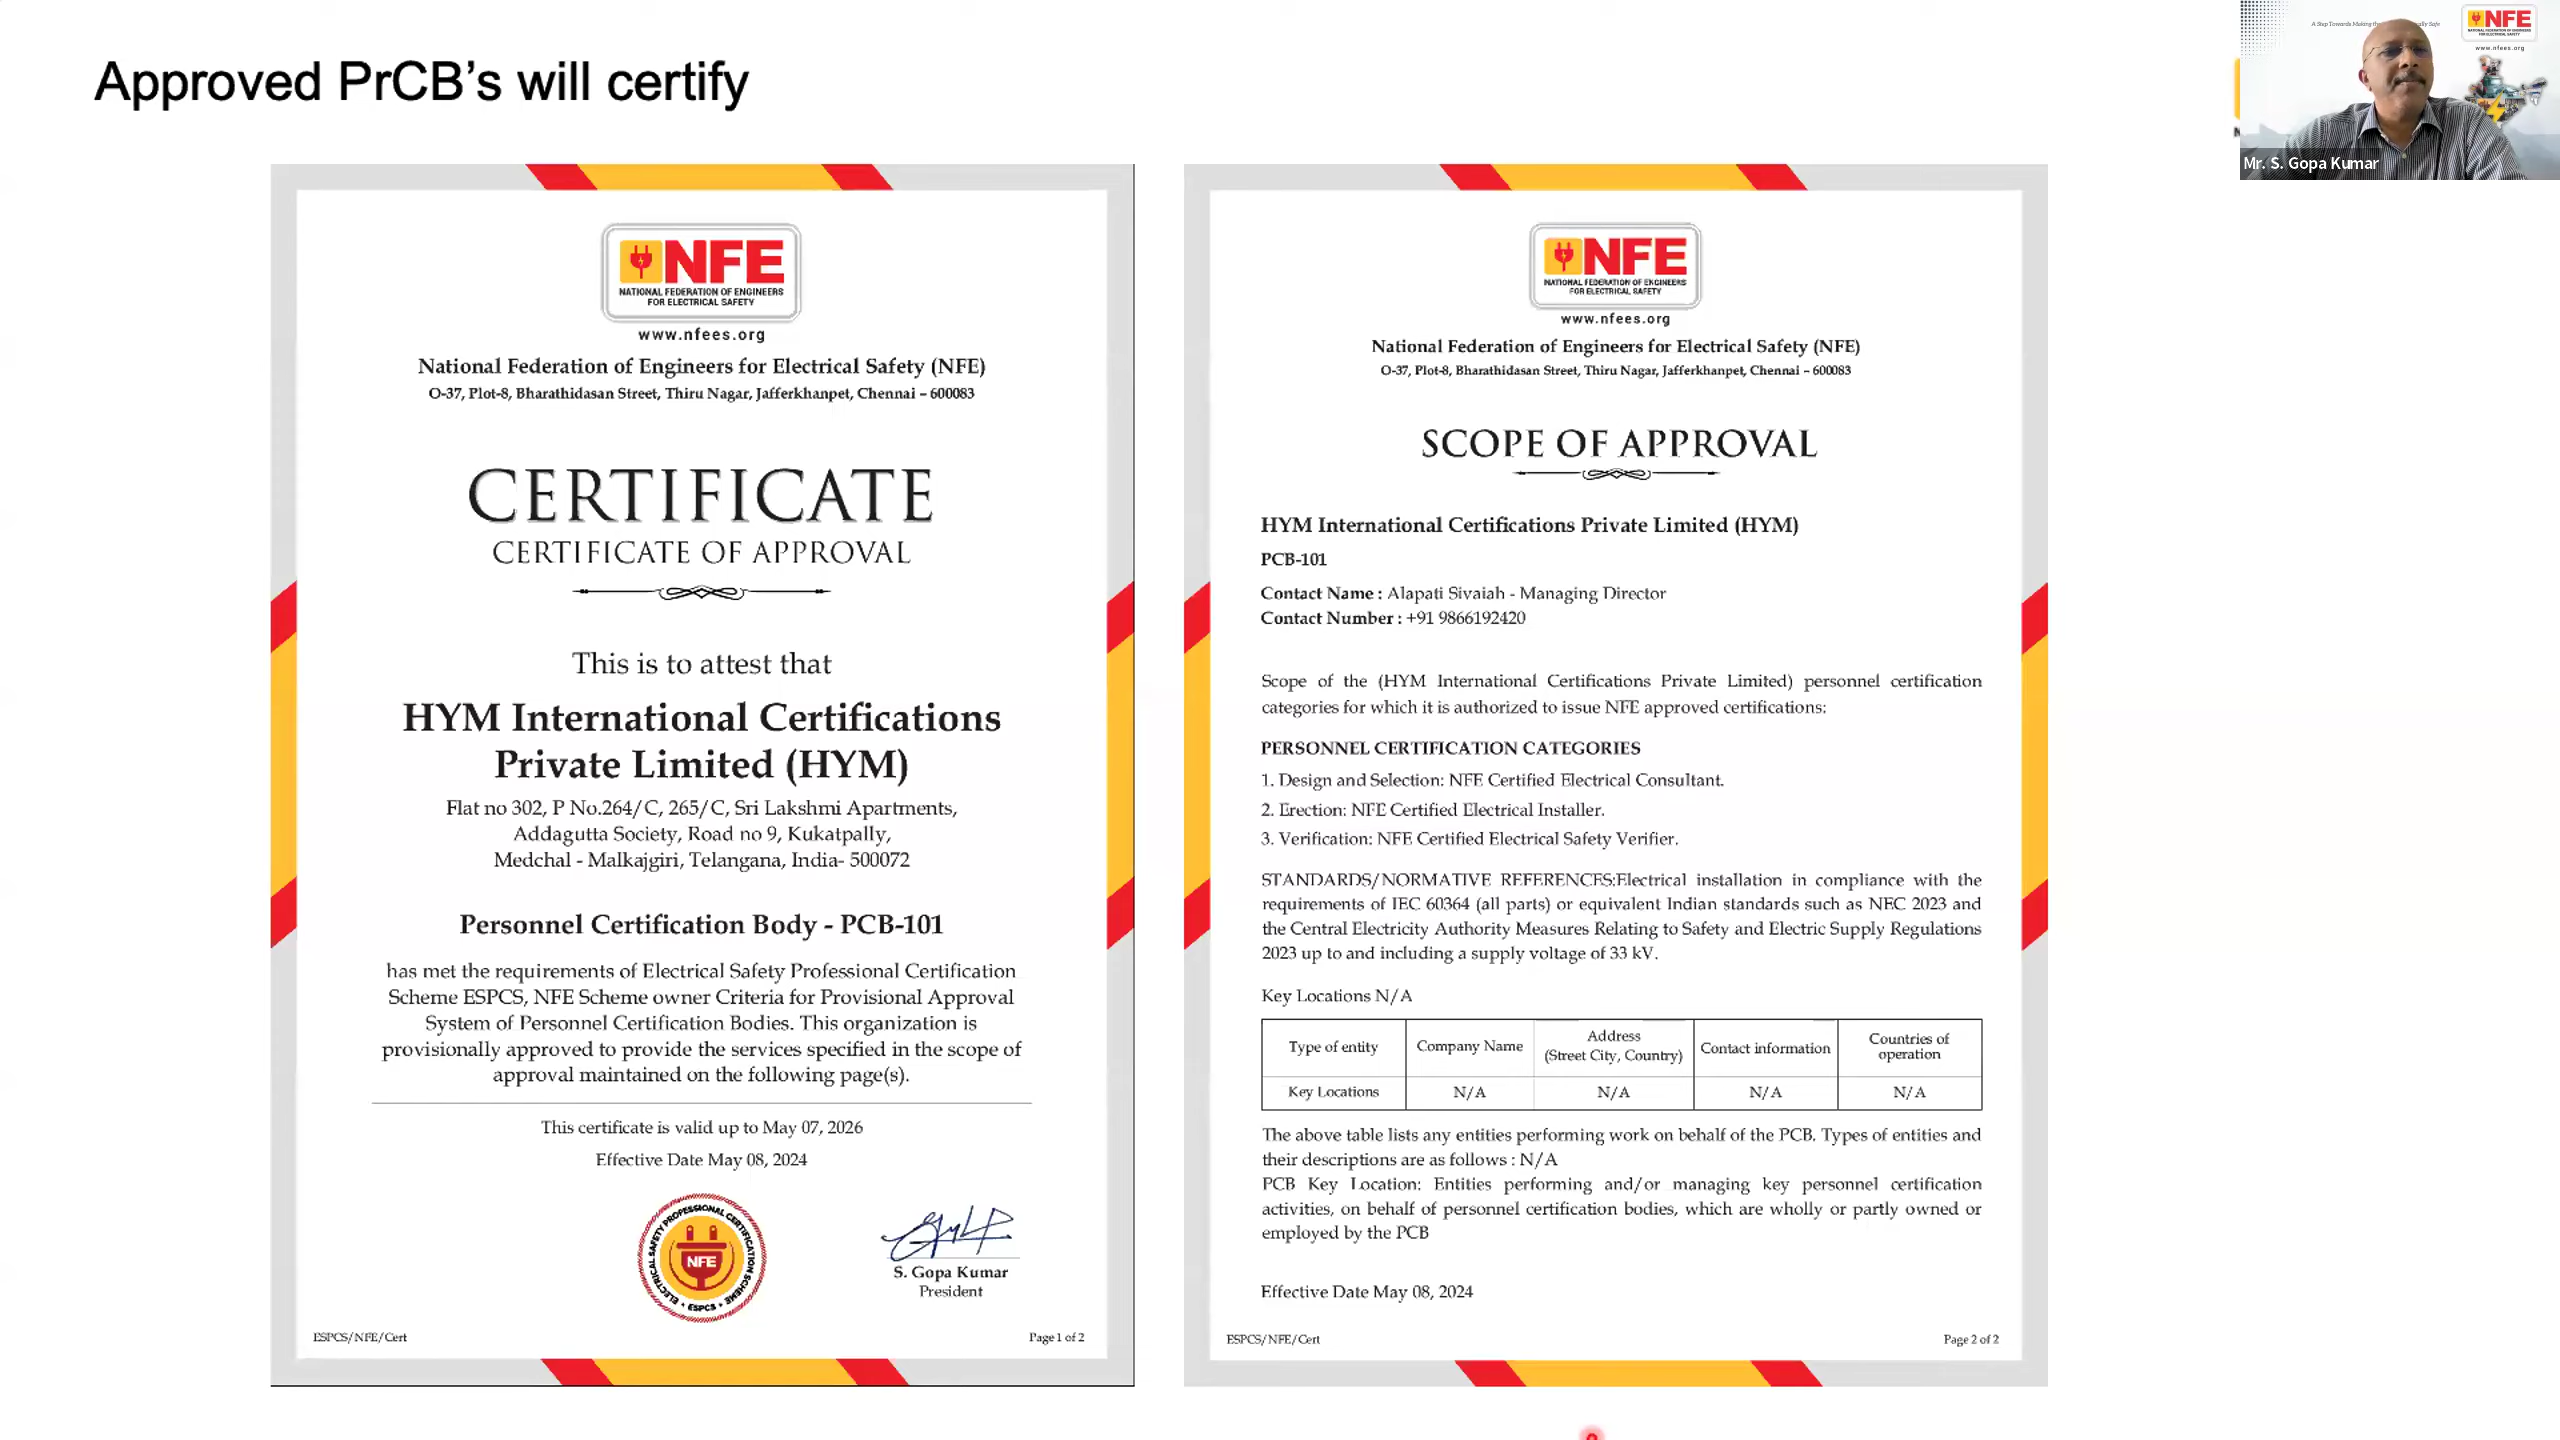 Approved PrCB's will certify
NFE
NATIONAL FEDERATION OF ENGINEERS
FOR ELECTRICAL SAFETY
www.nfees.org
National Federation of Engineers for Electrical Safety (NFE)
O-37, Plot-8, Bharathidasan Street, Thiru Nagar, Jafferkhanpet, Chennai – 600083
CERTIFICATE
CERTIFICATE OF APPROVAL
This is to attest that
HYM International Certifications
Private Limited (HYM)
Flat no 302, P No.264/C, 265/C, Sri Lakshmi Apartments,
Addagutta Society, Road no 9, Kukatpally,
Medchal - Malkajgiri, Telangana, India- 500072
Personnel Certification Body - PCB-101
has met the requirements of Electrical Safety Professional Certification
Scheme ESPCS, NFE Scheme owner Criteria for Provisional Approval
System of Personnel Certification Bodies. This organization is
provisionally approved to provide the services specified in the scope of
approval maintained on the following page(s).
This certificate is valid up to May 07, 2026
Effective Date May 08, 2024
ELECTRICAL SAFETY PROFESSIONAL CERTIFICATION SCHEME
NFE
• ESPCS •
S. Gopa Kumar
President
ESPCS/NFE/Cert
Page 1 of 2
NFE
NATIONAL FEDERATION OF ENGINEERS
FOR ELECTRICAL SAFETY
www.nfees.org
National Federation of Engineers for Electrical Safety (NFE)
O-37, Plot-8, Bharathidasan Street, Thiru Nagar, Jafferkhanpet, Chennai – 600083
SCOPE OF APPROVAL
HYM International Certifications Private Limited (HYM)
PCB-101
Contact Name : Alapati Sivaiah - Managing Director
Contact Number : +91 9866192420
Scope of the (HYM International Certifications Private Limited) personnel certification
categories for which it is authorized to issue NFE approved certifications:
PERSONNEL CERTIFICATION CATEGORIES
1. Design and Selection: NFE Certified Electrical Consultant.
2. Erection: NFE Certified Electrical Installer.
3. Verification: NFE Certified Electrical Safety Verifier.
STANDARDS/NORMATIVE REFERENCES:Electrical installation in compliance with the
requirements of IEC 60364 (all parts) or equivalent Indian standards such as NEC 2023 and
the Central Electricity Authority Measures Relating to Safety and Electric Supply Regulations
2023 up to and including a supply voltage of 33 kV.
Key Locations N/A
Type of entity
Company Name
Address
(Street City, Country)
Contact information
Countries of
operation
Key Locations
N/A
N/A
N/A
N/A
The above table lists any entities performing work on behalf of the PCB. Types of entities and
their descriptions are as follows : N/A
PCB Key Location: Entities performing and/or managing key personnel certification
activities, on behalf of personnel certification bodies, which are wholly or partly owned or
employed by the PCB
Effective Date May 08, 2024
ESPCS/NFE/Cert
Page 2 of 2
A Step Towards Making
NFE
NATIONAL FEDERATION OF ENGINEERS
FOR ELECTRICAL SAFETY
www.nfees.org
Mr. S. Gopa Kumar